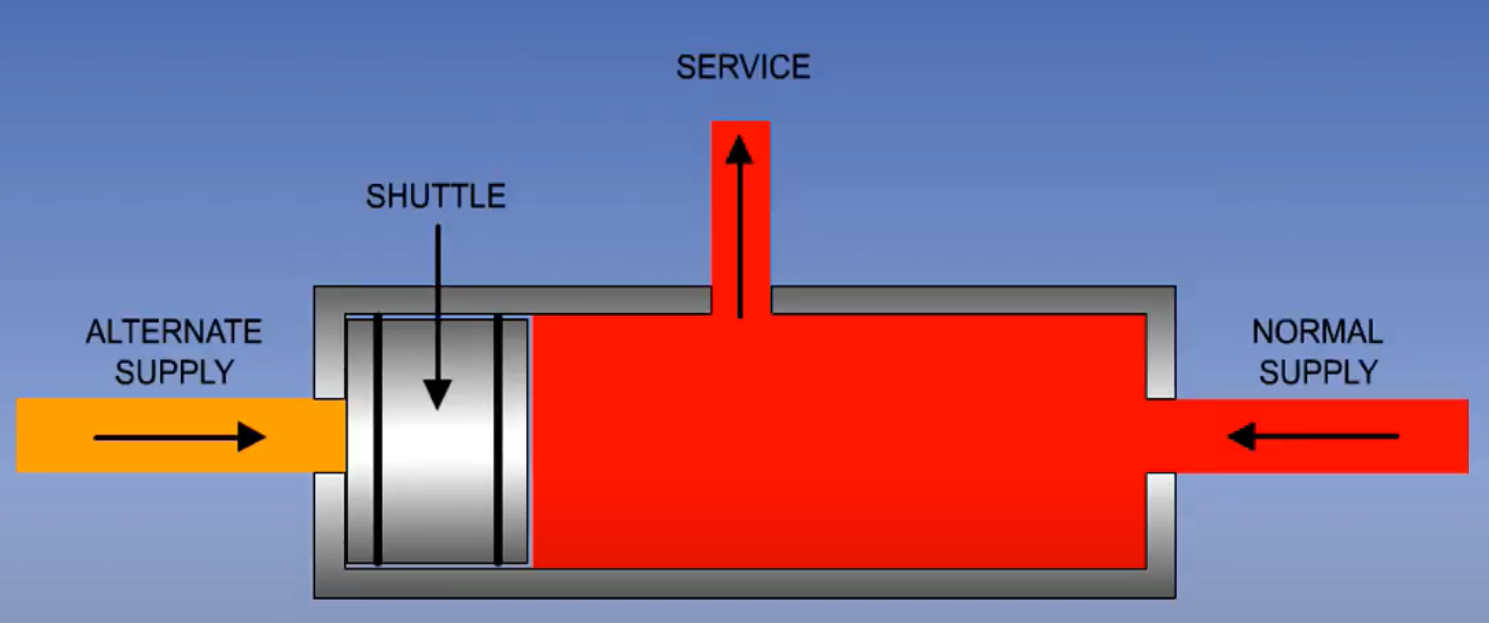 SERVICE
SHUTTLE
ALTERNATE
SUPPLY
NORMAL
SUPPLY